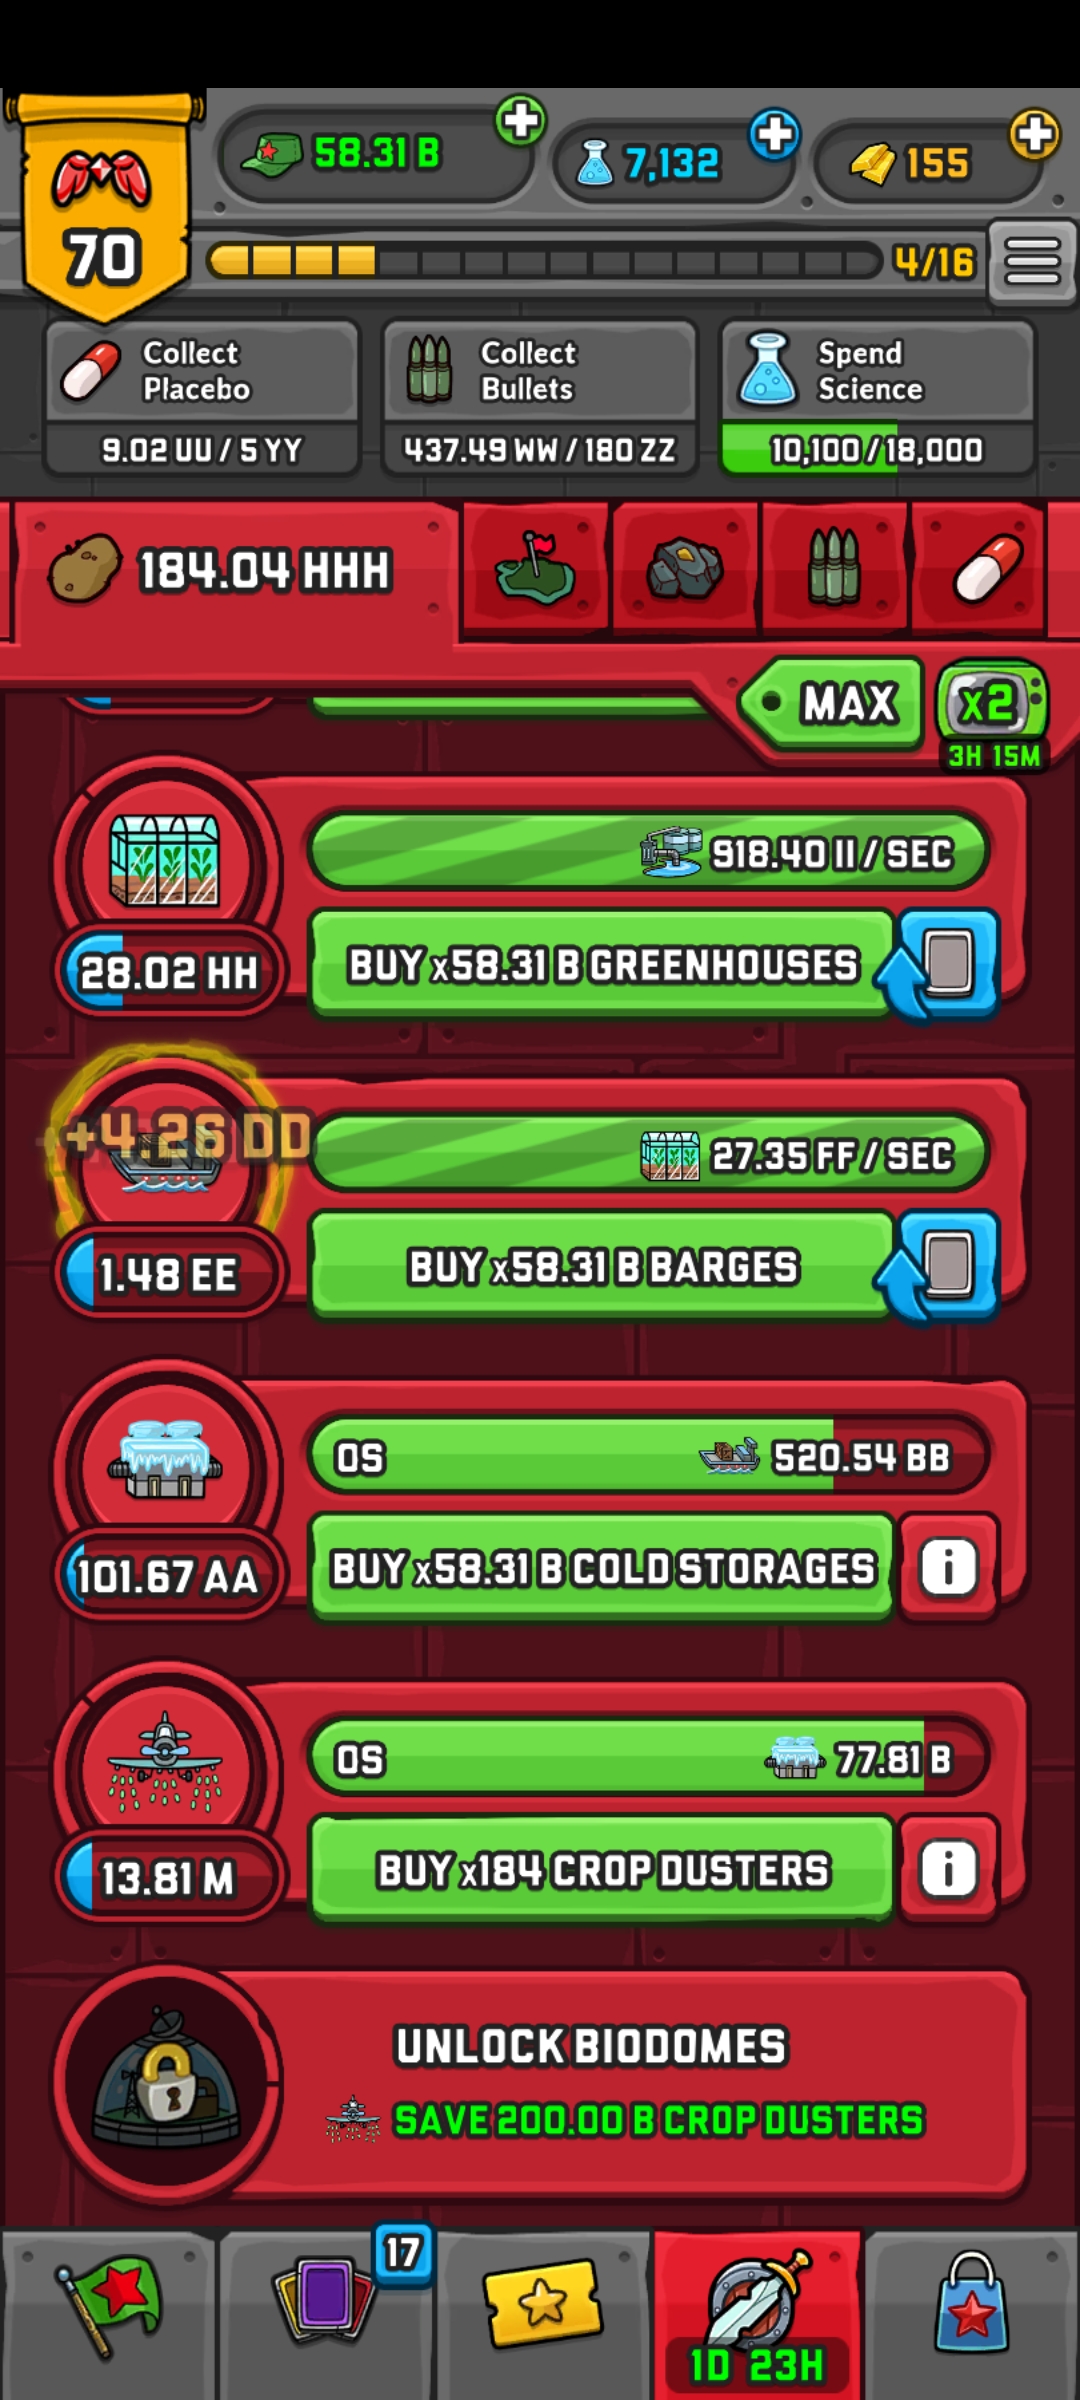 70
58.31 B
7,132
155
4/16
Collect
Placebo
9.02 UU / 5 YY
Collect
Bullets
437.49 WW / 180 ZZ
Spend
Science
10,100 / 18,000
184.04 HHH
MAX
x2
3H 15M
918.40 II / SEC
28.02 HH
BUY x58.31 B GREENHOUSES
+4.26 DD
27.35 FF / SEC
1.48 EE
BUY x58.31 B BARGES
0S
520.54 BB
101.67 AA
BUY x58.31 B COLD STORAGES
i
0S
77.81 B
13.81 M
BUY x184 CROP DUSTERS
i
UNLOCK BIODOMES
SAVE 200.00 B CROP DUSTERS
17
1D 23H